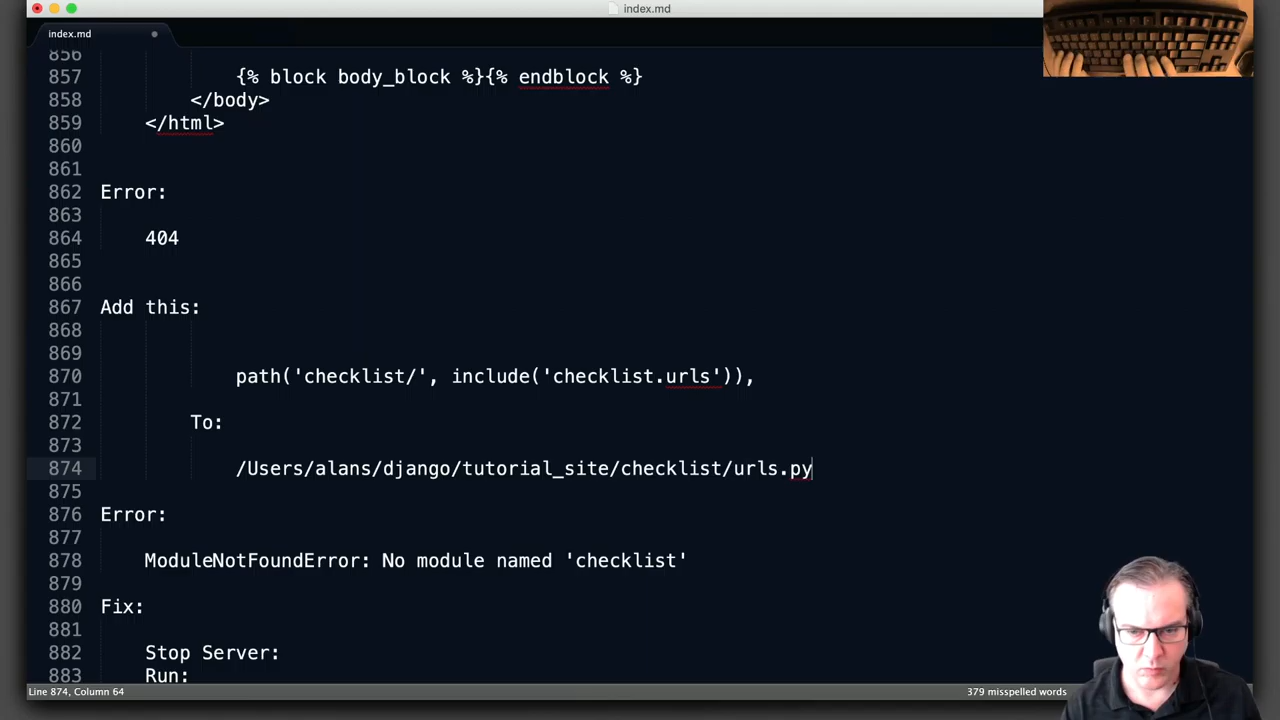 index.md
index.md
856
857 {% block body_block %}{% endblock %}
858 </body>
859 </html>
860
861
862 Error:
863
864 404
865
866
867 Add this:
868
869
870 path('checklist/', include('checklist.urls')),
871
872 To:
873
874 /Users/alans/django/tutorial_site/checklist/urls.py
875
876 Error:
877
878 ModuleNotFoundError: No module named 'checklist'
879
880 Fix:
881
882 Stop Server:
883 Run:
Line 874, Column 64
379 misspelled words